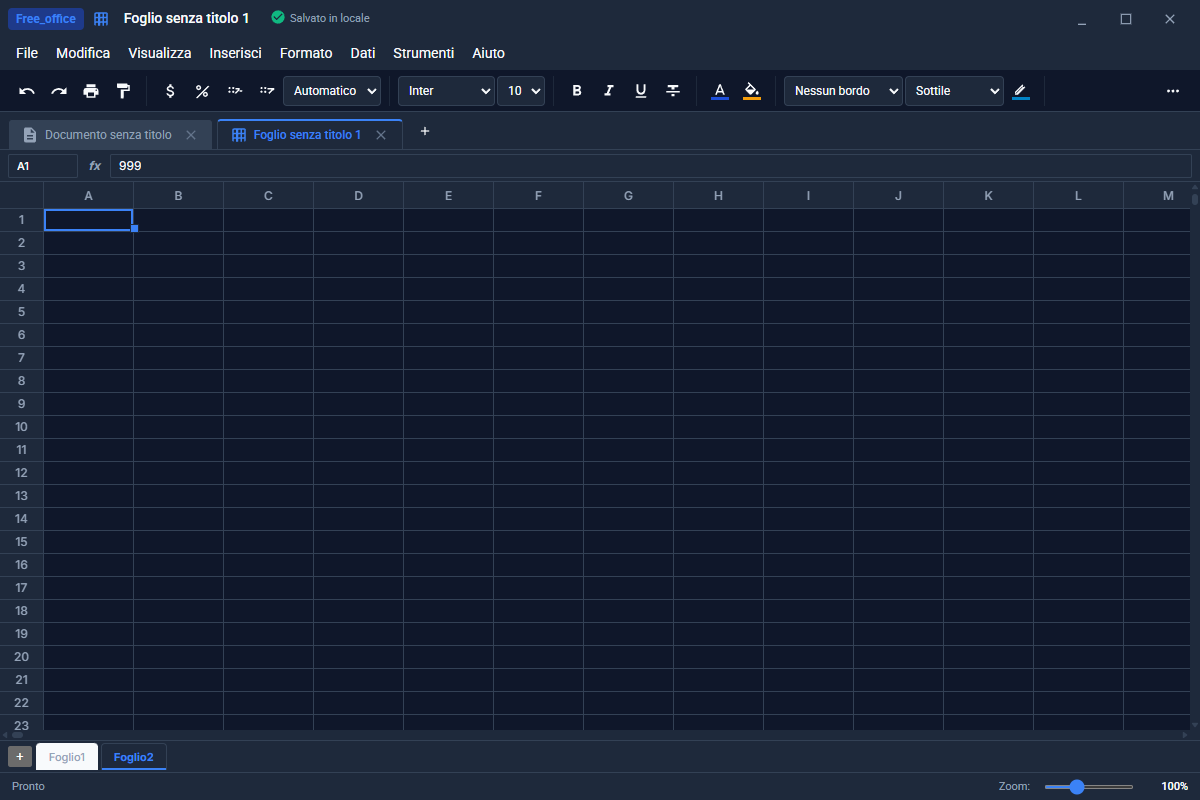 Free_office Foglio senza titolo 1 Salvato in locale
File Modifica Visualizza Inserisci Formato Dati Strumenti Aiuto
$ % Automatico Inter 10 B I U A Nessun bordo Sottile
Documento senza titolo Foglio senza titolo 1 +
A1 fx 999
A B C D E F G H I J K L M
1
2
3
4
5
6
7
8
9
10
11
12
13
14
15
16
17
18
19
20
21
22
23
+ Foglio1 Foglio2
Pronto Zoom: 100%